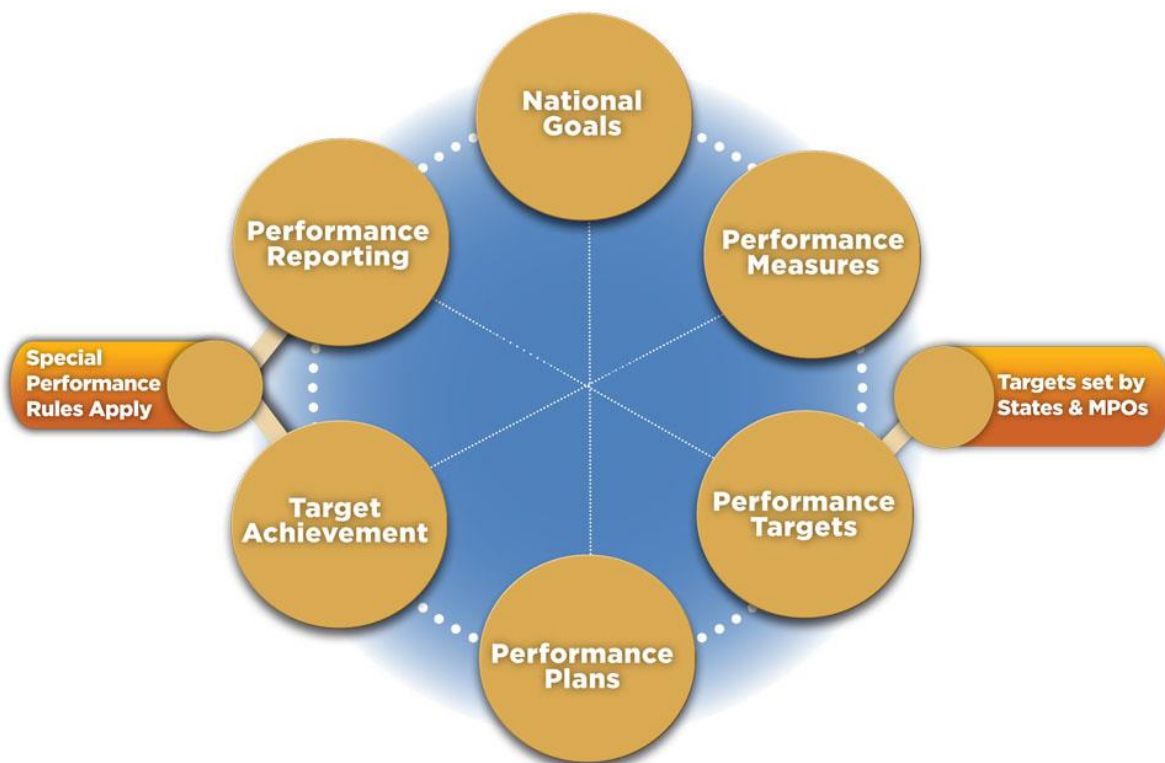 National
Goals
Performance
Measures
Performance
Targets
Targets set by
States & MPOs
Performance
Plans
Target
Achievement
Special
Performance
Rules Apply
Performance
Reporting